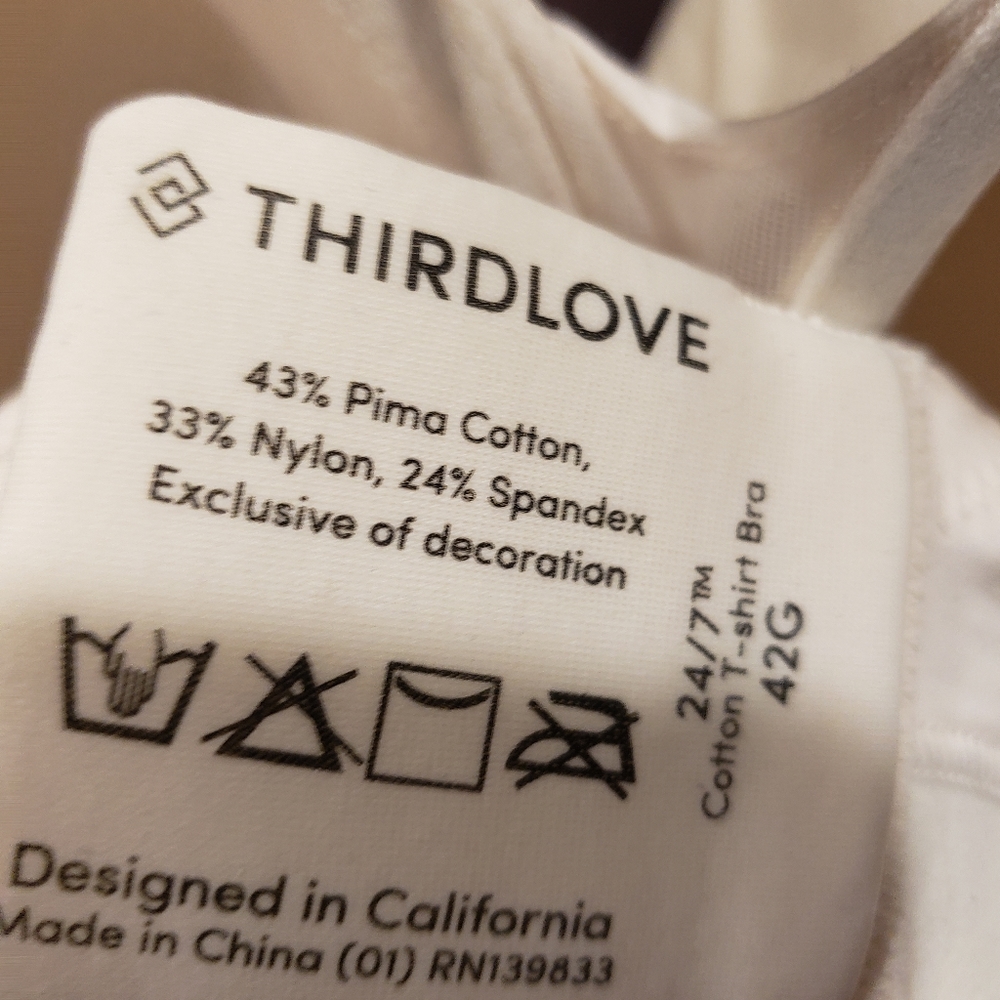 THIRDLOVE
43% Pima Cotton,
33% Nylon, 24% Spandex
Exclusive of decoration
24/7™
Cotton T-shirt Bra
42G
Designed in California
Made in China (01) RN139833